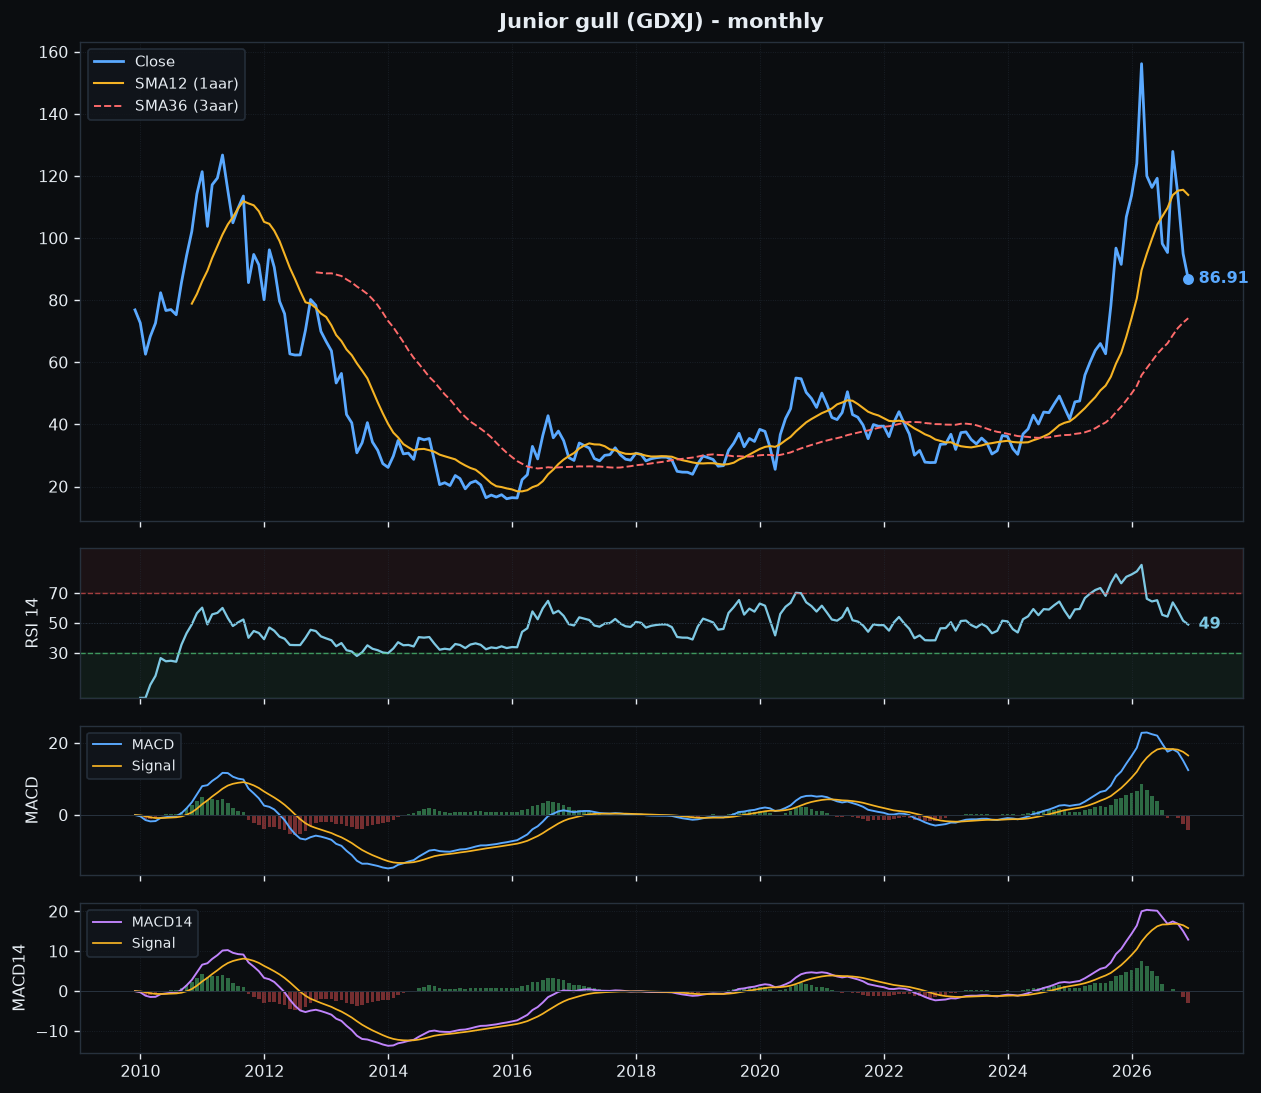 Junior gull (GDXJ) - monthly
160
140
120
100
80
60
40
20
Close
SMA12 (1aar)
SMA36 (3aar)
86.91
RSI 14
70
50
30
49
MACD
20
0
MACD
Signal
MACD14
20
10
0
−10
MACD14
Signal
2010 2012 2014 2016 2018 2020 2022 2024 2026